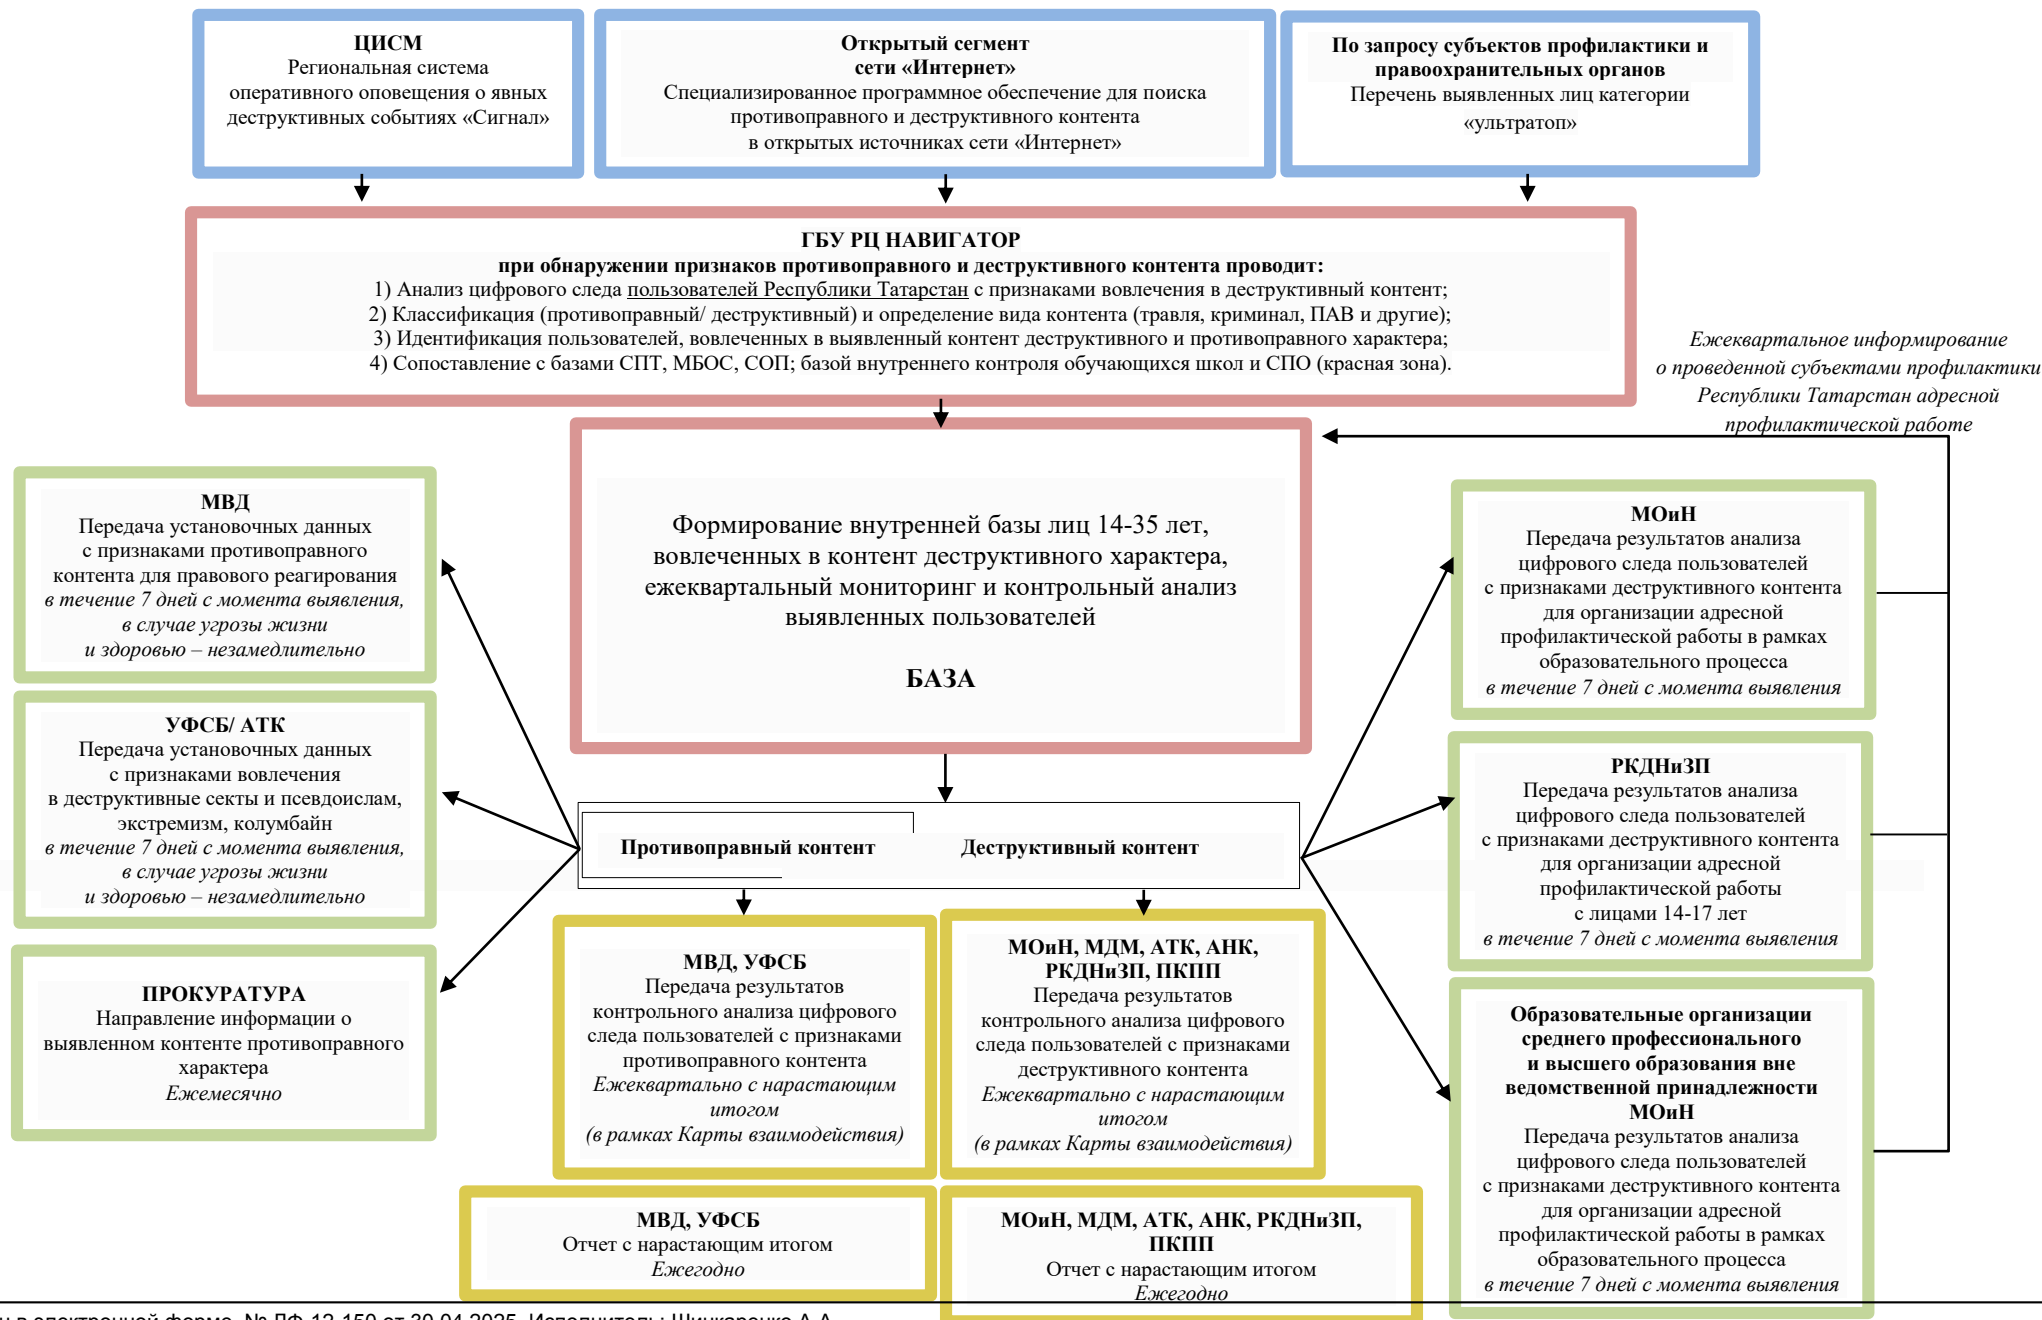 ЦИСМ
Региональная система
оперативного оповещения о явных
деструктивных событиях «Сигнал»
Открытый сегмент
сети «Интернет»
Специализированное программное обеспечение для поиска
противоправного и деструктивного контента
в открытых источниках сети «Интернет»
По запросу субъектов профилактики и
правоохранительных органов
Перечень выявленных лиц категории
«ультратоп»
ГБУ РЦ НАВИГАТОР
при обнаружении признаков противоправного и деструктивного контента проводит:
1) Анализ цифрового следа пользователей Республики Татарстан с признаками вовлечения в деструктивный контент;
2) Классификация (противоправный/ деструктивный) и определение вида контента (травля, криминал, ПАВ и другие);
3) Идентификация пользователей, вовлеченных в выявленный контент деструктивного и противоправного характера;
4) Сопоставление с базами СПТ, МБОС, СОП; базой внутреннего контроля обучающихся школ и СПО (красная зона).
Ежеквартальное информирование
о проведенной субъектами профилактики
Республики Татарстан адресной
профилактической работе
Формирование внутренней базы лиц 14-35 лет,
вовлеченных в контент деструктивного характера,
ежеквартальный мониторинг и контрольный анализ
выявленных пользователей
БАЗА
МВД
Передача установочных данных
с признаками противоправного
контента для правового реагирования
в течение 7 дней с момента выявления,
в случае угрозы жизни
и здоровью – незамедлительно
УФСБ/ АТК
Передача установочных данных
с признаками вовлечения
в деструктивные секты и псевдоислам,
экстремизм, колумбайн
в течение 7 дней с момента выявления,
в случае угрозы жизни
и здоровью – незамедлительно
ПРОКУРАТУРА
Направление информации о
выявленном контенте противоправного
характера
Ежемесячно
Противоправный контент
Деструктивный контент
МВД, УФСБ
Передача результатов
контрольного анализа цифрового
следа пользователей с признаками
противоправного контента
Ежеквартально с нарастающим
итогом
(в рамках Карты взаимодействия)
МОиН, МДМ, АТК, АНК,
РКДНиЗП, ПКПП
Передача результатов
контрольного анализа цифрового
следа пользователей с признаками
деструктивного контента
Ежеквартально с нарастающим
итогом
(в рамках Карты взаимодействия)
МВД, УФСБ
Отчет с нарастающим итогом
Ежегодно
МОиН, МДМ, АТК, АНК, РКДНиЗП,
ПКПП
Отчет с нарастающим итогом
Ежегодно
МОиН
Передача результатов анализа
цифрового следа пользователей
с признаками деструктивного контента
для организации адресной
профилактической работы в рамках
образовательного процесса
в течение 7 дней с момента выявления
РКДНиЗП
Передача результатов анализа
цифрового следа пользователей
с признаками деструктивного контента
для организации адресной
профилактической работы
с лицами 14-17 лет
в течение 7 дней с момента выявления
Образовательные организации
среднего профессионального
и высшего образования вне
ведомственной принадлежности
МОиН
Передача результатов анализа
цифрового следа пользователей
с признаками деструктивного контента
для организации адресной
профилактической работы в рамках
образовательного процесса
в течение 7 дней с момента выявления
в электронной форме. №